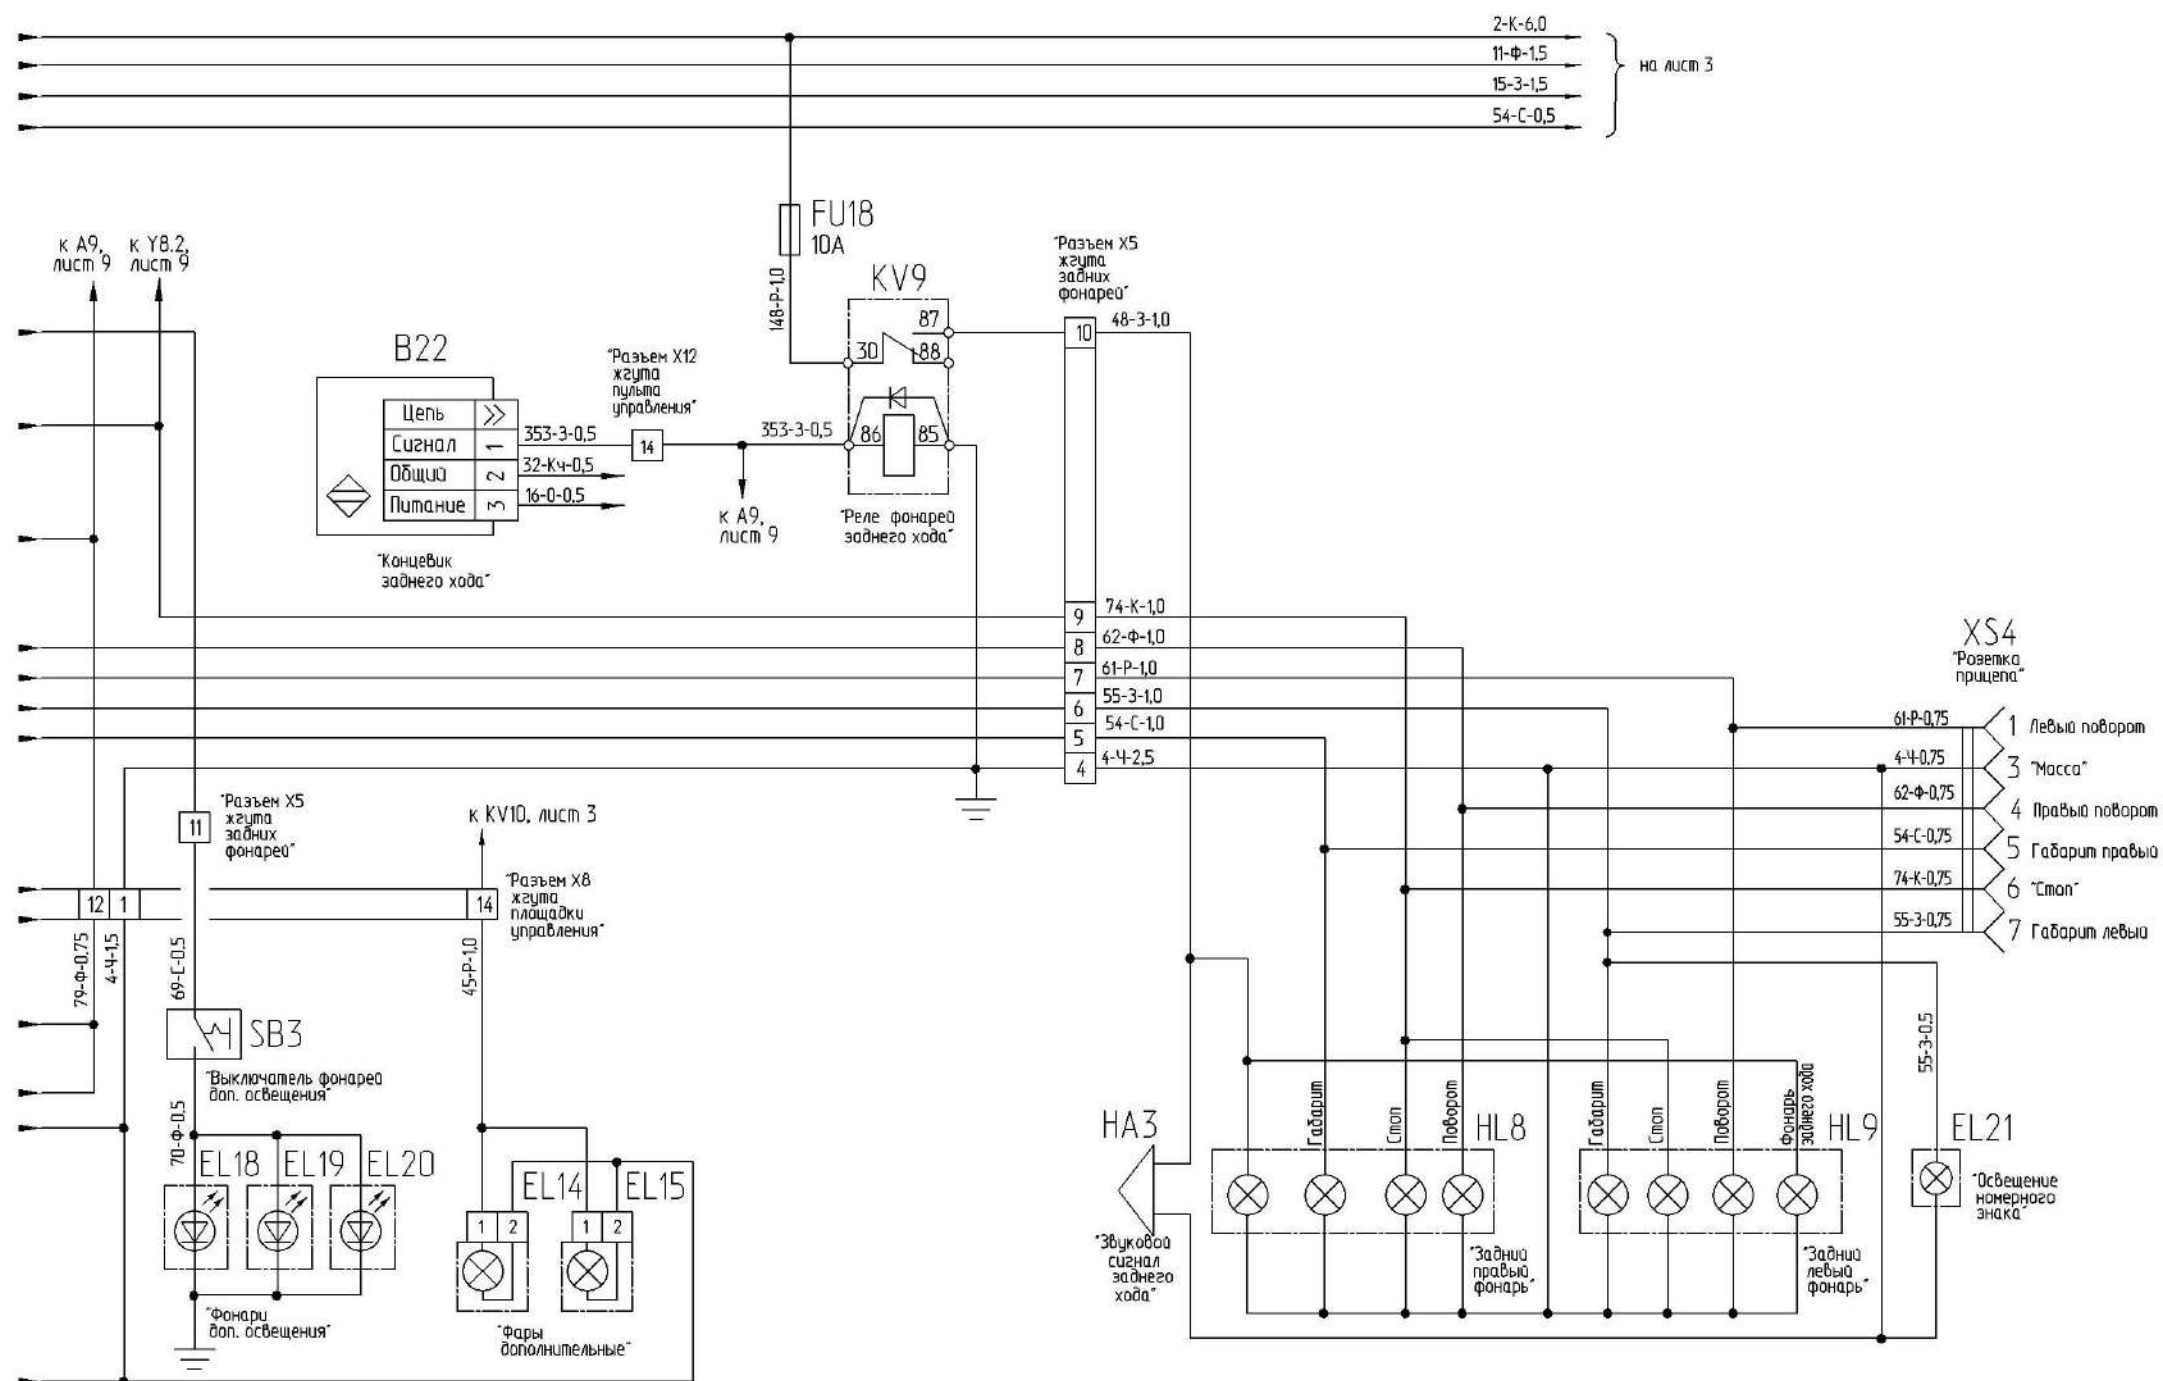 2-К-6,0
11-Ф-1,5
15-З-1,5
54-С-0,5
на лист 3
FU18
10А
148-Р-1,0
к А9,
лист 9
к Y8.2,
лист 9
KV9
87
30
88
86
85
"Реле фонарей
заднего хода"
"Разъем Х5
жгута
задних
фонарей"
10
48-З-1,0
B22
Цепь
Сигнал
1
Общий
2
Питание
3
353-З-0,5
32-Кч-0,5
16-О-0,5
"Концевик
заднего хода"
"Разъем Х12
жгута
пульта
управления"
14
353-З-0,5
к А9,
лист 9
9
74-К-1,0
8
62-Ф-1,0
7
61-Р-1,0
6
55-З-1,0
5
54-С-1,0
4
4-Ч-2,5
XS4
"Розетка
прицепа"
61-Р-0,75
1
Левый поворот
4-Ч-0,75
3
"Масса"
62-Ф-0,75
4
Правый поворот
54-С-0,75
5
Габарит правый
74-К-0,75
6
"Стоп"
55-З-0,75
7
Габарит левый
11
"Разъем Х5
жгута
задних
фонарей"
к KV10, лист 3
12
1
14
"Разъем Х8
жгута
площадки
управления"
79-Ф-0,75
4-Ч-1,5
69-С-0,5
45-Р-1,0
SB3
"Выключатель фонарей
доп. освещения"
70-Ф-0,5
EL18
EL19
EL20
"Фонари
доп. освещения"
EL14
EL15
1
2
1
2
"Фары
дополнительные"
HA3
"Звуковой
сигнал
заднего
хода"
Габарит
Стоп
Поворот
HL8
"Задний
правый
фонарь"
Габарит
Стоп
Поворот
Фонарь
заднего хода
HL9
"Задний
левый
фонарь"
55-З-0,5
EL21
"Освещение
номерного
знака"